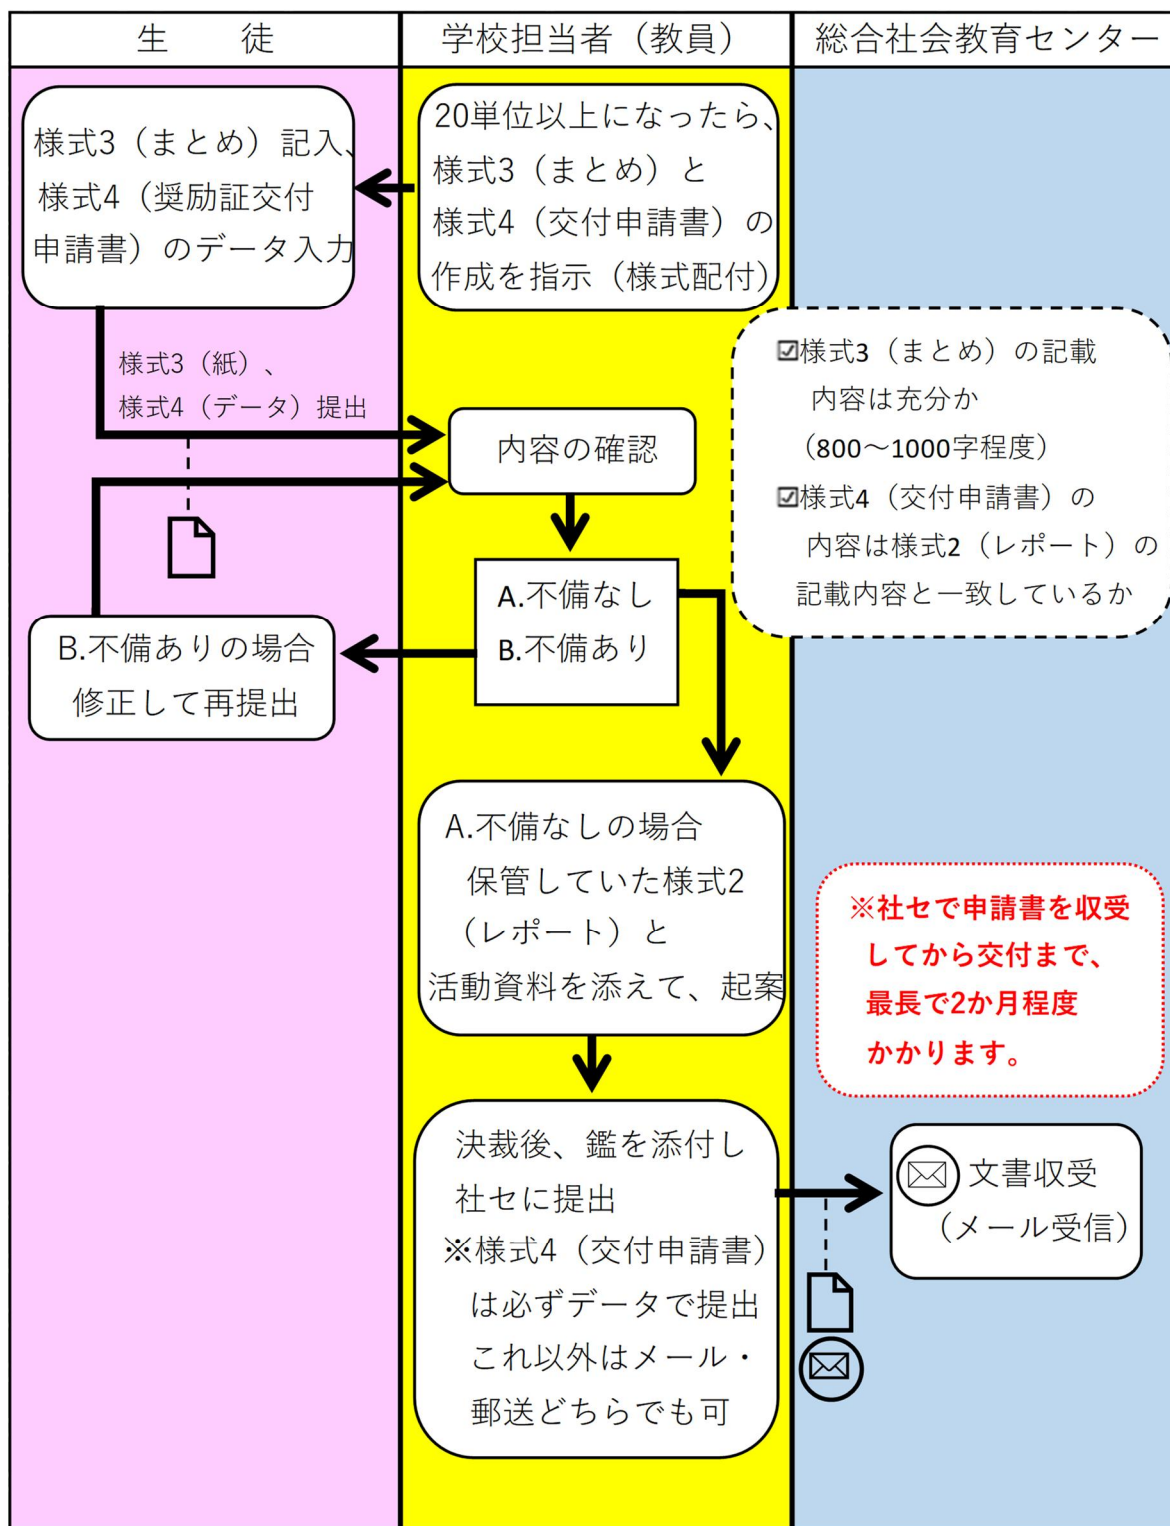 生　徒
学校担当者（教員）
総合社会教育センター
20単位以上になったら、
様式3（まとめ）と
様式4（交付申請書）の
作成を指示（様式配付）
様式3（まとめ）記入、
様式4（奨励証交付
申請書）のデータ入力
様式3（紙）、
様式4（データ）提出
内容の確認
☑様式3（まとめ）の記載
内容は充分か
（800～1000字程度）
☑様式4（交付申請書）の
内容は様式2（レポート）の
記載内容と一致しているか
A.不備なし
B.不備あり
B.不備ありの場合
修正して再提出
A.不備なしの場合
保管していた様式2
（レポート）と
活動資料を添えて、起案
※社セで申請書を収受
してから交付まで、
最長で2か月程度
かかります。
決裁後、鑑を添付し
社セに提出
※様式4（交付申請書）
は必ずデータで提出
これ以外はメール・
郵送どちらでも可
文書収受
（メール受信）